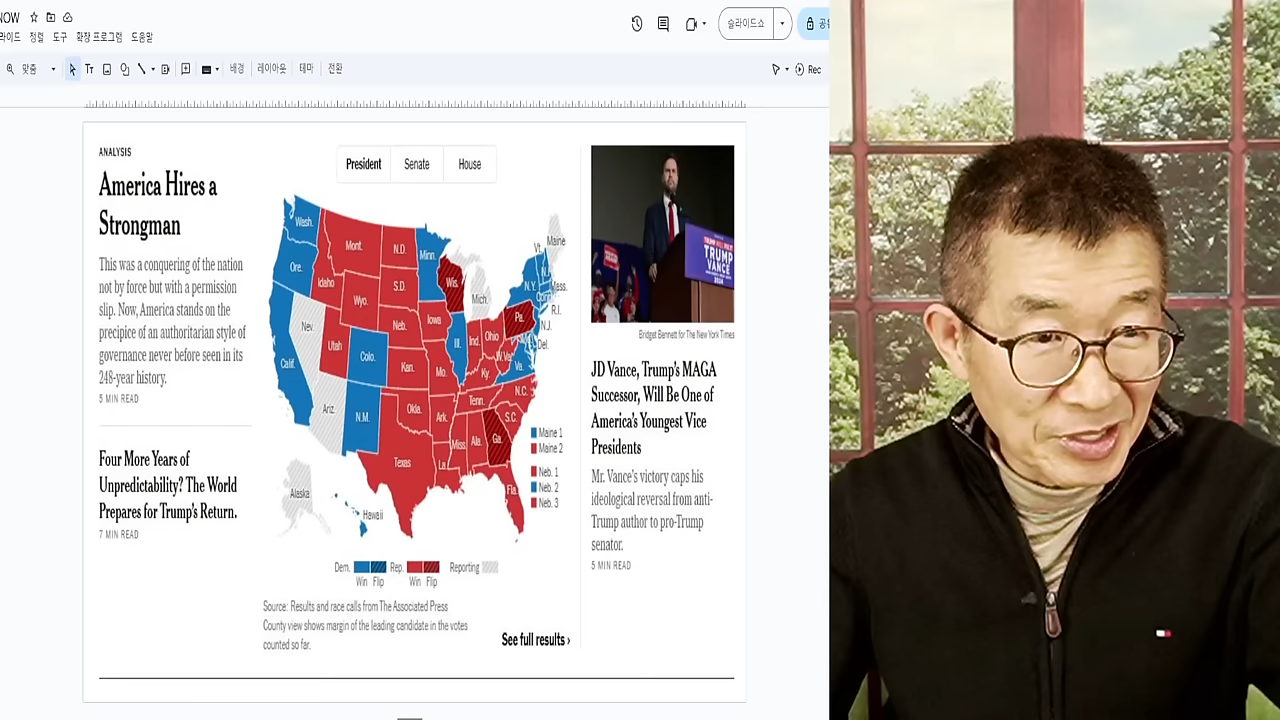 NOW
라이드 정렬 도구 확장 프로그램 도움말
슬라이드쇼
맞춤
Tт
배경
레이아웃
테마
전환
Rec
ANALYSIS
America Hires a
Strongman
This was a conquering of the nation
not by force but with a permission
slip. Now, America stands on the
precipice of an authoritarian style of
governance never before seen in its
248-year history.
5 MIN READ
Four More Years of
Unpredictability? The World
Prepares for Trump's Return.
7 MIN READ
President Senate House
Wash.
Ore.
Calif.
Nev.
Idaho
Mont.
Wyo.
Utah
Colo.
Ariz.
N.M.
N.D.
S.D.
Neb.
Kan.
Okla.
Texas
Minn.
Iowa
Mo.
Ark.
La.
Wis.
Ill.
Mich.
Ind.
Ohio
Ky.
Tenn.
Miss.
Ala.
Ga.
Fla.
S.C.
N.C.
Va.
W.Va.
Pa.
N.Y.
Vt.
Maine
Mass.
R.I.
Conn.
N.J.
Del.
Alaska
Hawaii
Maine 1
Maine 2
Neb. 1
Neb. 2
Neb. 3
Dem. Rep. Reporting
Win Flip Win Flip
Source: Results and race calls from The Associated Press
County view shows margin of the leading candidate in the votes
counted so far.
See full results ›
TRUMP
VANCE
2024
Bridget Bennett for The New York Times
JD Vance, Trump's MAGA
Successor, Will Be One of
America's Youngest Vice
Presidents
Mr. Vance's victory caps his
ideological reversal from anti-
Trump author to pro-Trump
senator.
5 MIN READ